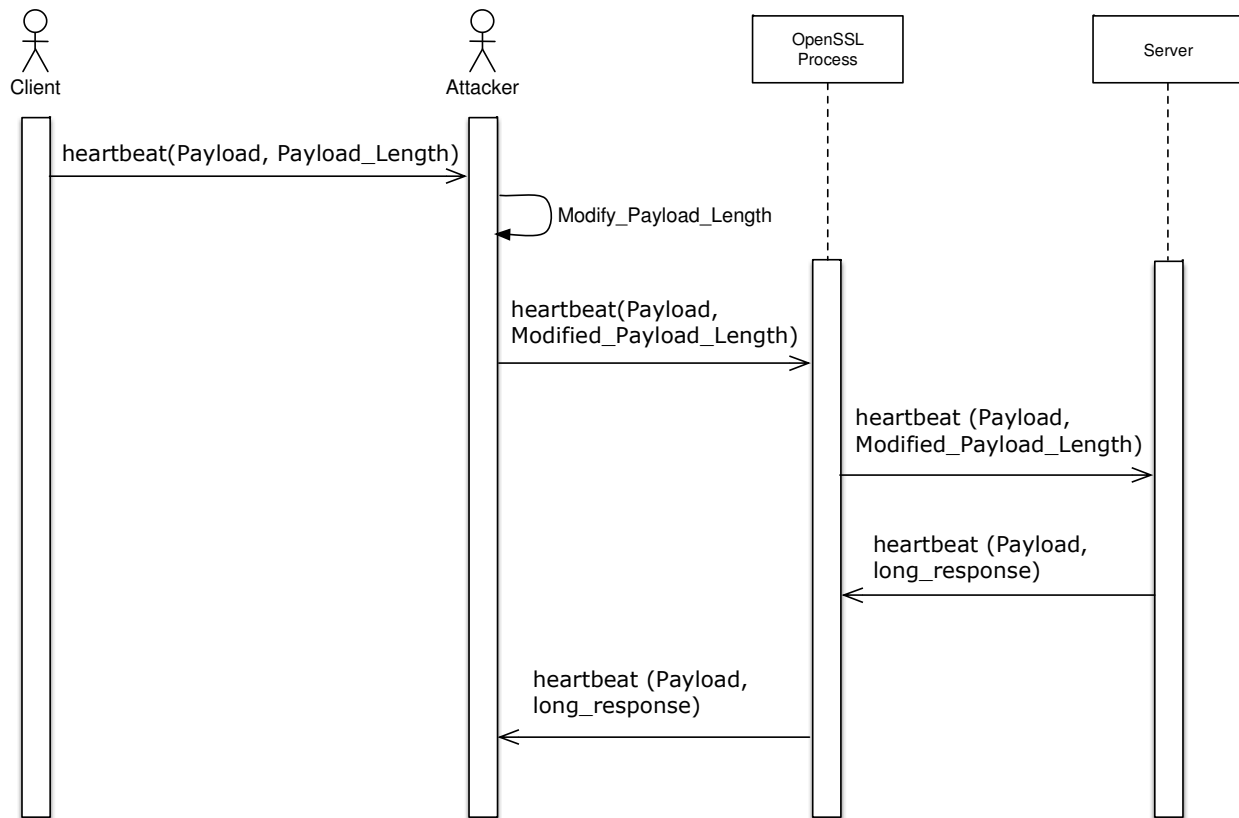 Client
Attacker
OpenSSL
Process
Server
heartbeat(Payload, Payload_Length)
Modify_Payload_Length
heartbeat(Payload,
Modified_Payload_Length)
heartbeat (Payload,
Modified_Payload_Length)
heartbeat (Payload,
long_response)
heartbeat (Payload,
long_response)